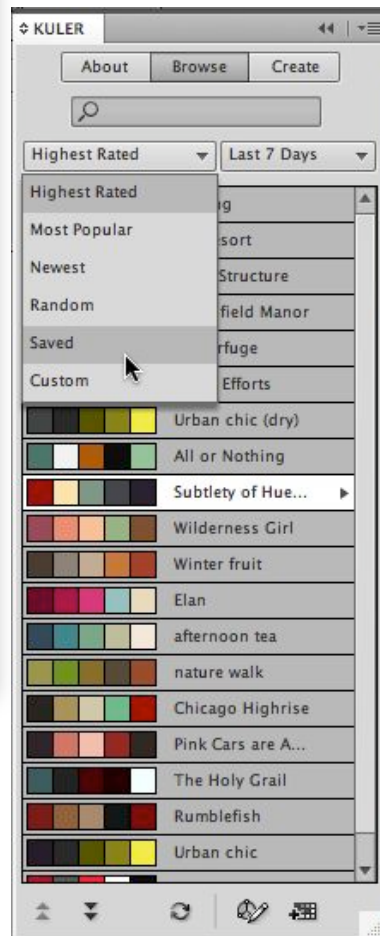 KULER
About Browse Create
Highest Rated Last 7 Days
Highest Rated
Most Popular
Newest
Random
Saved
Custom
Structure
field Manor
Efforts
Urban chic (dry)
All or Nothing
Subtlety of Hue...
Wilderness Girl
Winter fruit
Elan
afternoon tea
nature walk
Chicago Highrise
Pink Cars are A...
The Holy Grail
Rumblefish
Urban chic